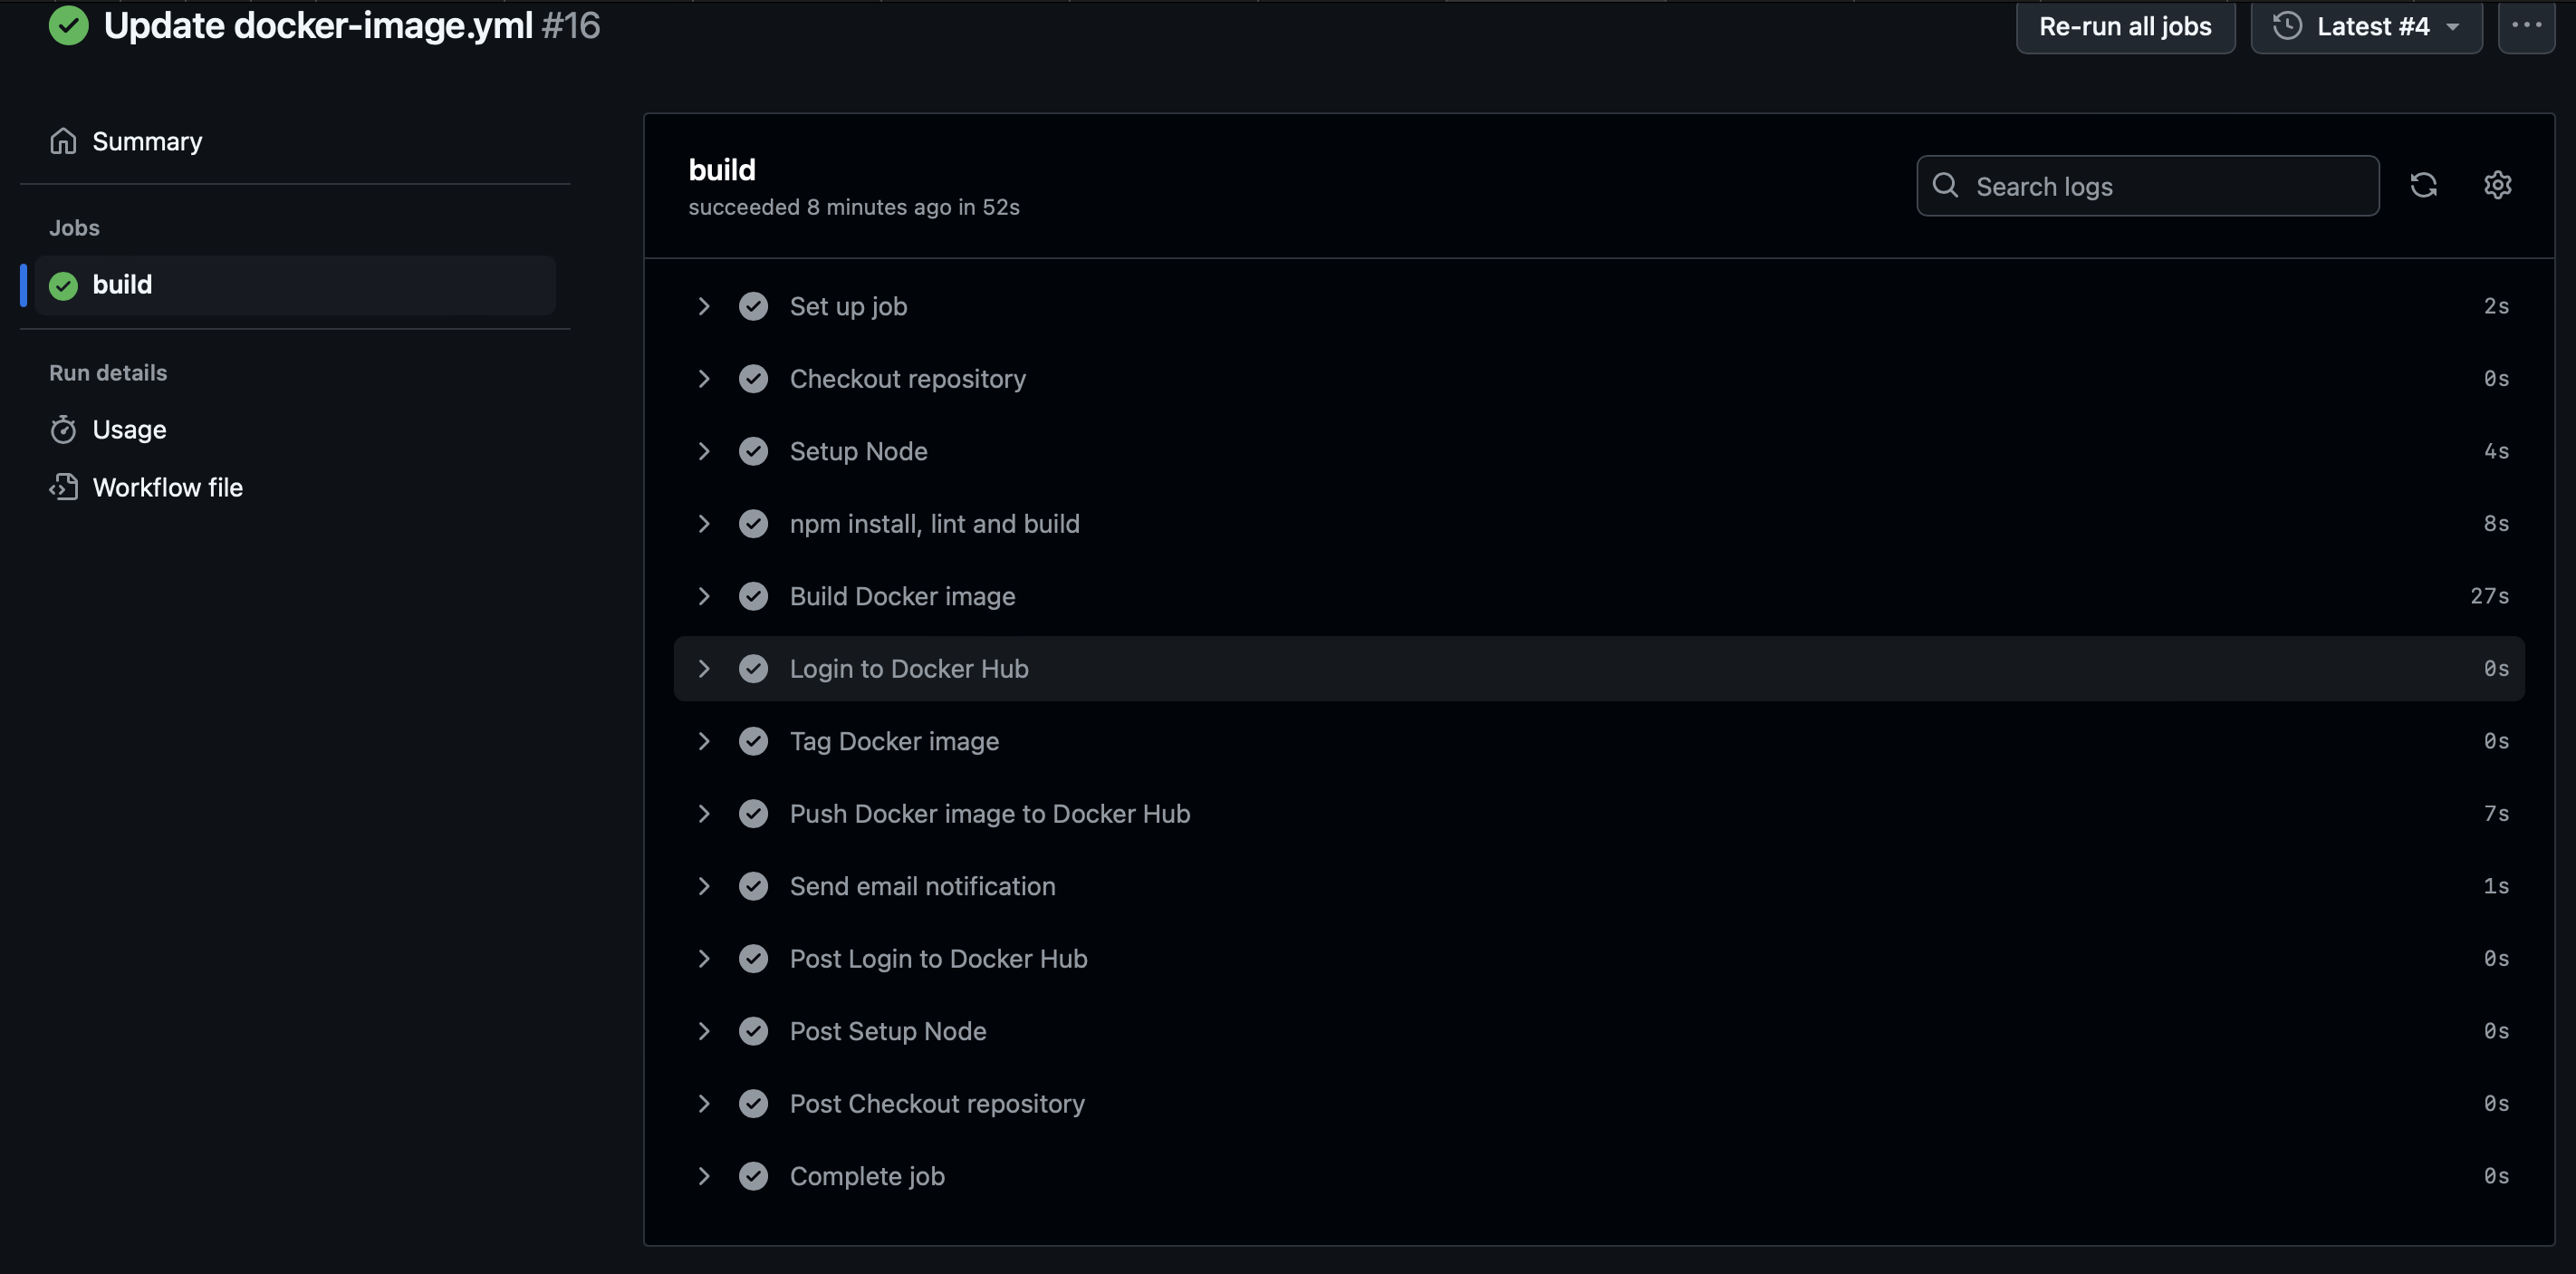 Update docker-image.yml #16
Re-run all jobs
Latest #4
Summary
Jobs
build
Run details
Usage
Workflow file
build
succeeded 8 minutes ago in 52s
Search logs
Set up job 2s
Checkout repository 0s
Setup Node 4s
npm install, lint and build 8s
Build Docker image 27s
Login to Docker Hub 0s
Tag Docker image 0s
Push Docker image to Docker Hub 7s
Send email notification 1s
Post Login to Docker Hub 0s
Post Setup Node 0s
Post Checkout repository 0s
Complete job 0s